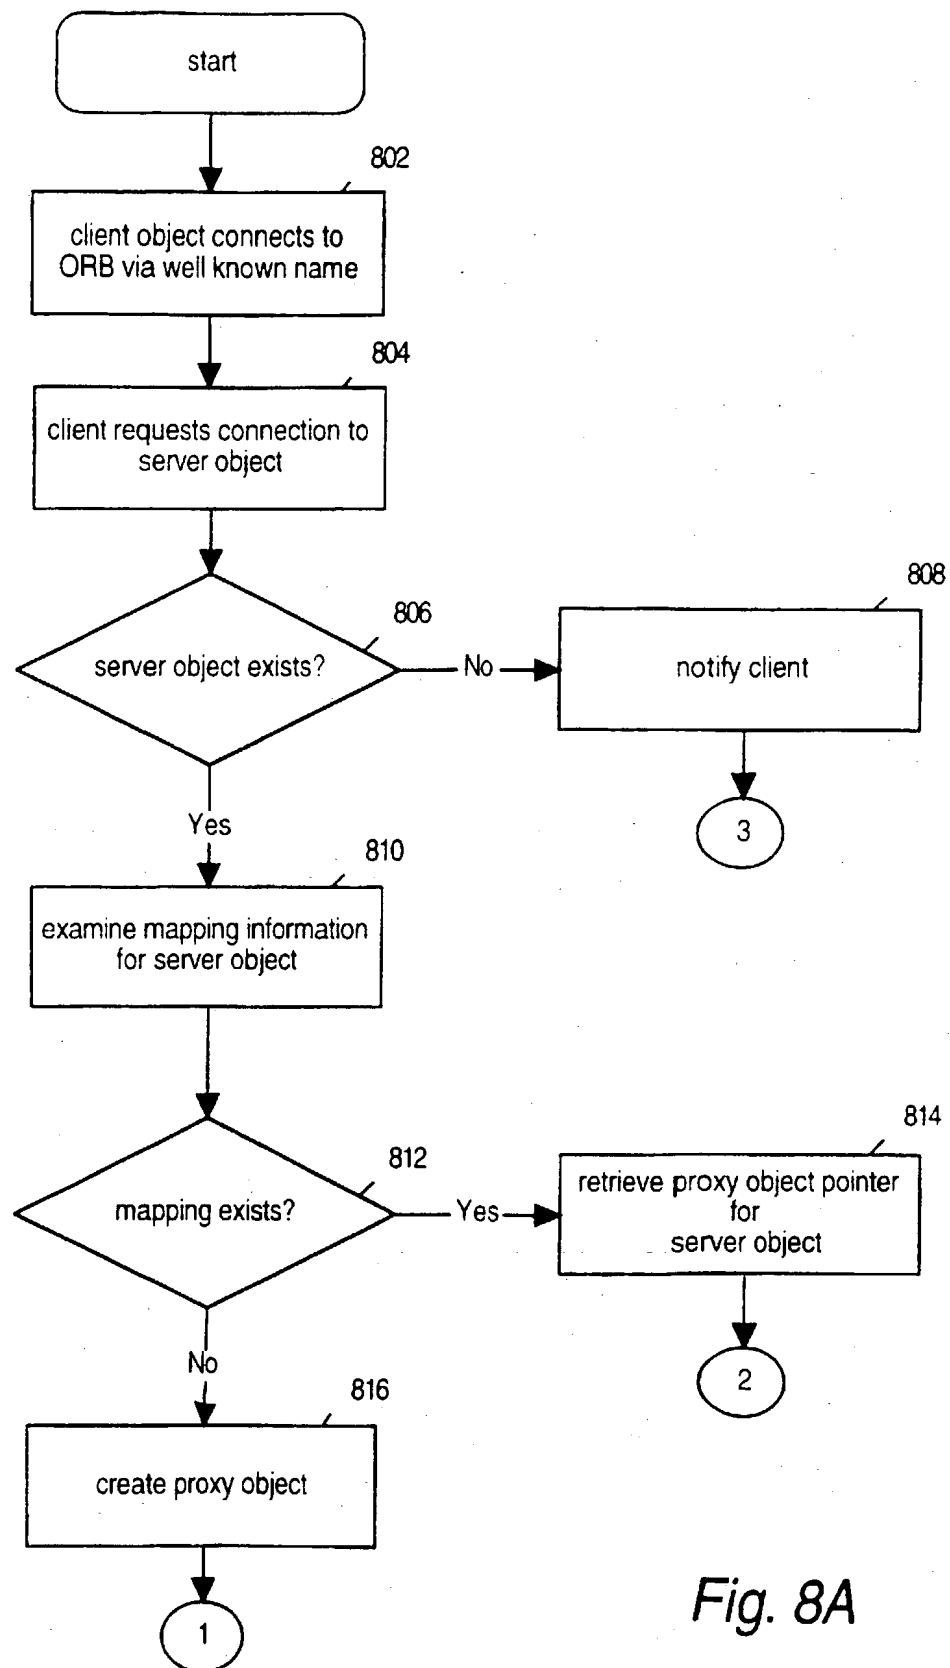 start
802
client object connects to
ORB via well known name
804
client requests connection to
server object
806
server object exists?
No
808
notify client
3
Yes
810
examine mapping information
for server object
812
mapping exists?
Yes
814
retrieve proxy object pointer
for
server object
2
No
816
create proxy object
1
Fig. 8A